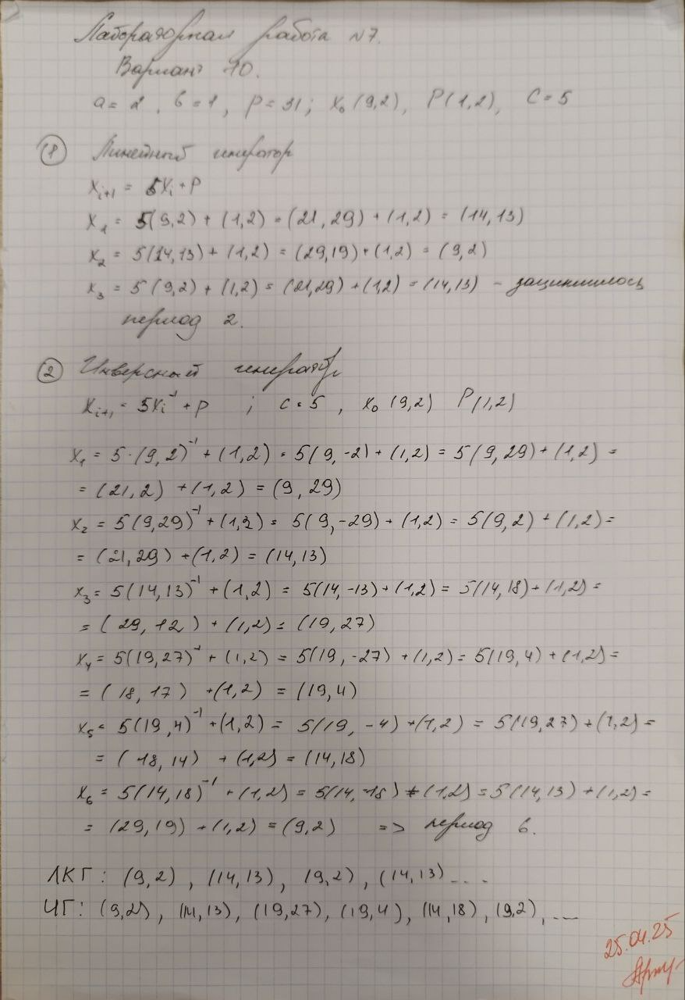 Лабораторная работа №7.
Вариант 10.
a = 2, b = 1, p = 31; x₀ (9,2), P(1,2), C = 5
① Линейный генератор
Xᵢ₊₁ = 5Xᵢ + P
X₁ = 5(9,2) + (1,2) = (21,29) + (1,2) = (14,13)
X₂ = 5(14,13) + (1,2) = (29,19) + (1,2) = (9,2)
X₃ = 5(9,2) + (1,2) = (21,29) + (1,2) = (14,13) - зациклилось
период 2.
② Инверсный генератор
Xᵢ₊₁ = 5Xᵢ⁻¹ + P ; C = 5, X₀ (9,2) P(1,2)
X₁ = 5·(9,2)⁻¹ + (1,2) = 5(9,-2) + (1,2) = 5(9,29) + (1,2) =
= (21,2) + (1,2) = (9,29)
X₂ = 5(9,29)⁻¹ + (1,2) = 5(9,-29) + (1,2) = 5(9,2) + (1,2) =
= (21,29) + (1,2) = (14,13)
X₃ = 5(14,13)⁻¹ + (1,2) = 5(14,-13) + (1,2) = 5(14,18) + (1,2) =
= (29,12) + (1,2) = (19,27)
X₄ = 5(19,27)⁻¹ + (1,2) = 5(19,-27) + (1,2) = 5(19,4) + (1,2) =
= (18,17) + (1,2) = (19,4)
X₅ = 5(19,4)⁻¹ + (1,2) = 5(19,-4) + (1,2) = 5(19,27) + (1,2) =
= (18,14) + (1,2) = (14,18)
X₆ = 5(14,18)⁻¹ + (1,2) = 5(14,-18) + (1,2) = 5(14,13) + (1,2) =
= (29,19) + (1,2) = (9,2) => период 6.
ЛКГ: (9,2), (14,13), (9,2), (14,13)....
ИГ: (9,2), (14,13), (19,27), (19,4), (14,18), (9,2), ...
25.04.25